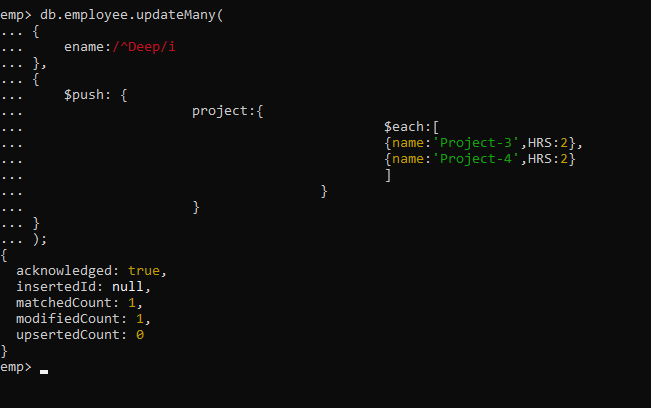 emp> db.employee.updateMany(
... {
...     ename:/^Deep/i
... },
... {
...     $push: {
...                     project:{
...                                             $each:[
...                                             {name:'Project-3',HRS:2},
...                                             {name:'Project-4',HRS:2}
...                                             ]
...                                     }
...                     }
... }
... );
{
  acknowledged: true,
  insertedId: null,
  matchedCount: 1,
  modifiedCount: 1,
  upsertedCount: 0
}
emp>